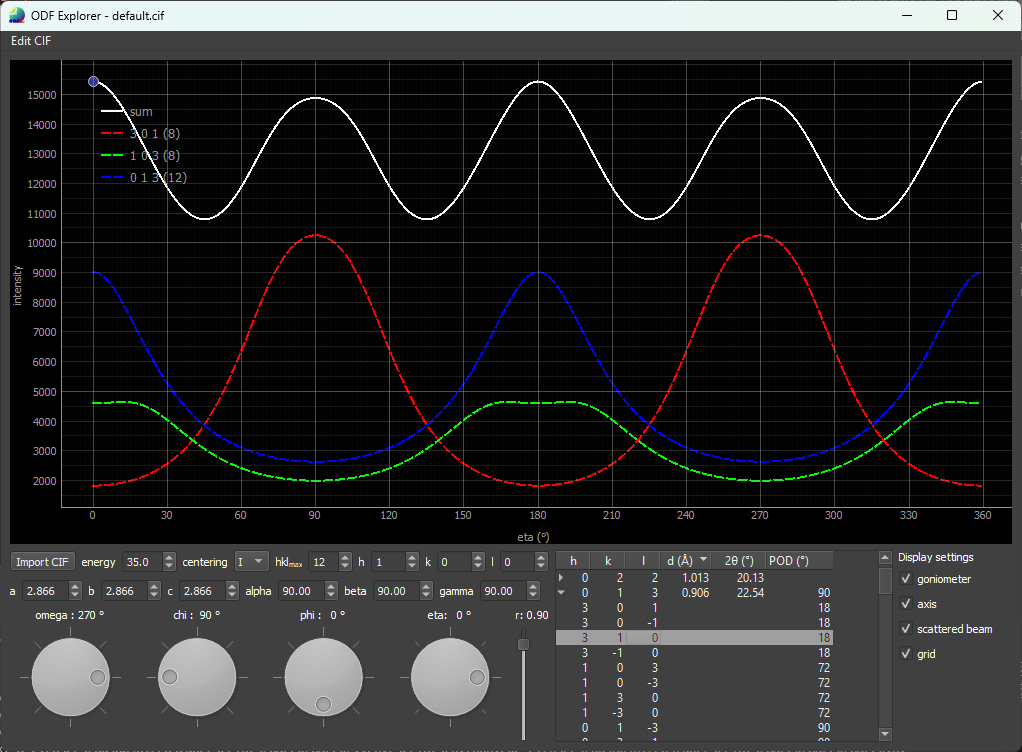 ODF Explorer - default.cif
Edit CIF
intensity
15000
14000
13000
12000
11000
10000
9000
8000
7000
6000
5000
4000
3000
2000
sum
3 0 1 (8)
1 0 3 (8)
0 1 3 (12)
0 30 60 90 120 150 180 210 240 270 300 330 360
eta (°)
Import CIF energy 35.0 centering I hklmax 12 h 1 k 0 l 0
a 2.866 b 2.866 c 2.866 alpha 90.00 beta 90.00 gamma 90.00
omega : 270 ° chi : 90 ° phi : 0 ° eta: 0 ° r: 0.90
h k l d (Å) 2θ (°) POD (°)
0 2 2 1.013 20.13
0 1 3 0.906 22.54 90
3 0 1 18
3 0 -1 18
3 1 0 18
3 -1 0 18
1 0 3 72
1 0 -3 72
1 3 0 72
1 -3 0 72
0 1 -3 90
Display settings
goniometer
axis
scattered beam
grid